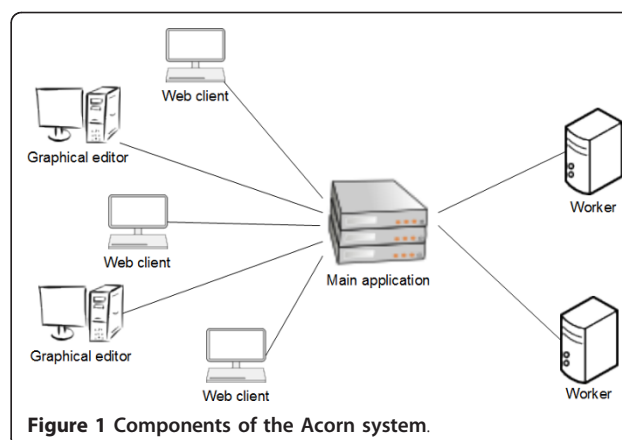 Web client
Graphical editor
Web client
Graphical editor
Web client
Main application
Worker
Worker
Figure 1 Components of the Acorn system.